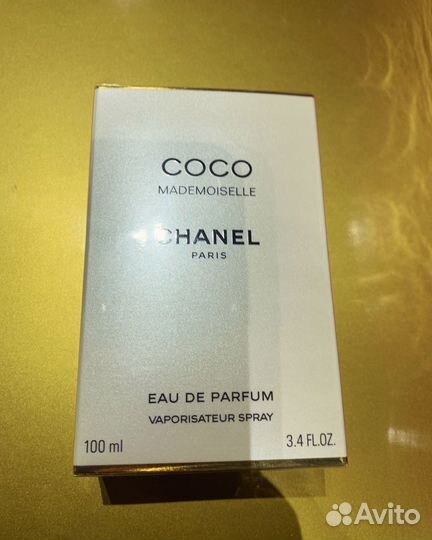 COCO
MADEMOISELLE
CHANEL
PARIS
EAU DE PARFUM
VAPORISATEUR SPRAY
100 ml 3.4 FL.OZ.
Avito